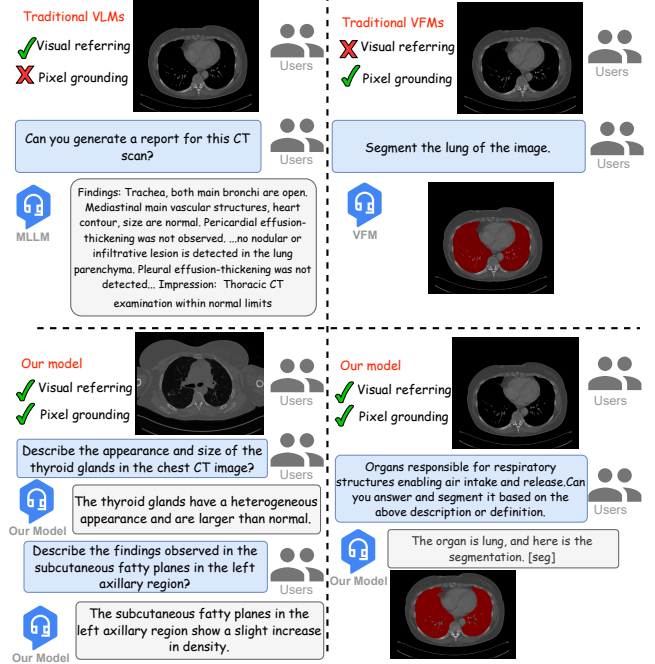 Traditional VLMs
Visual referring
Pixel grounding
Users
Can you generate a report for this CT
scan?
Users
MLLM
Findings: Trachea, both main bronchi are open.
Mediastinal main vascular structures, heart
contour, size are normal. Pericardial effusion-
thickening was not observed. ...no nodular or
infiltrative lesion is detected in the lung
parenchyma. Pleural effusion-thickening was not
detected... Impression: Thoracic CT
examination within normal limits
Traditional VFMs
Visual referring
Pixel grounding
Users
Segment the lung of the image.
Users
VFM
Our model
Visual referring
Pixel grounding
Users
Describe the appearance and size of the
thyroid glands in the chest CT image?
Users
Our Model
The thyroid glands have a heterogeneous
appearance and are larger than normal.
Describe the findings observed in the
subcutaneous fatty planes in the left
axillary region?
Users
Our Model
The subcutaneous fatty planes in the
left axillary region show a slight increase
in density.
Our model
Visual referring
Pixel grounding
Users
Organs responsible for respiratory
structures enabling air intake and release.Can
you answer and segment it based on the
above description or definition.
Users
Our Model
The organ is lung, and here is the
segmentation. [seg]